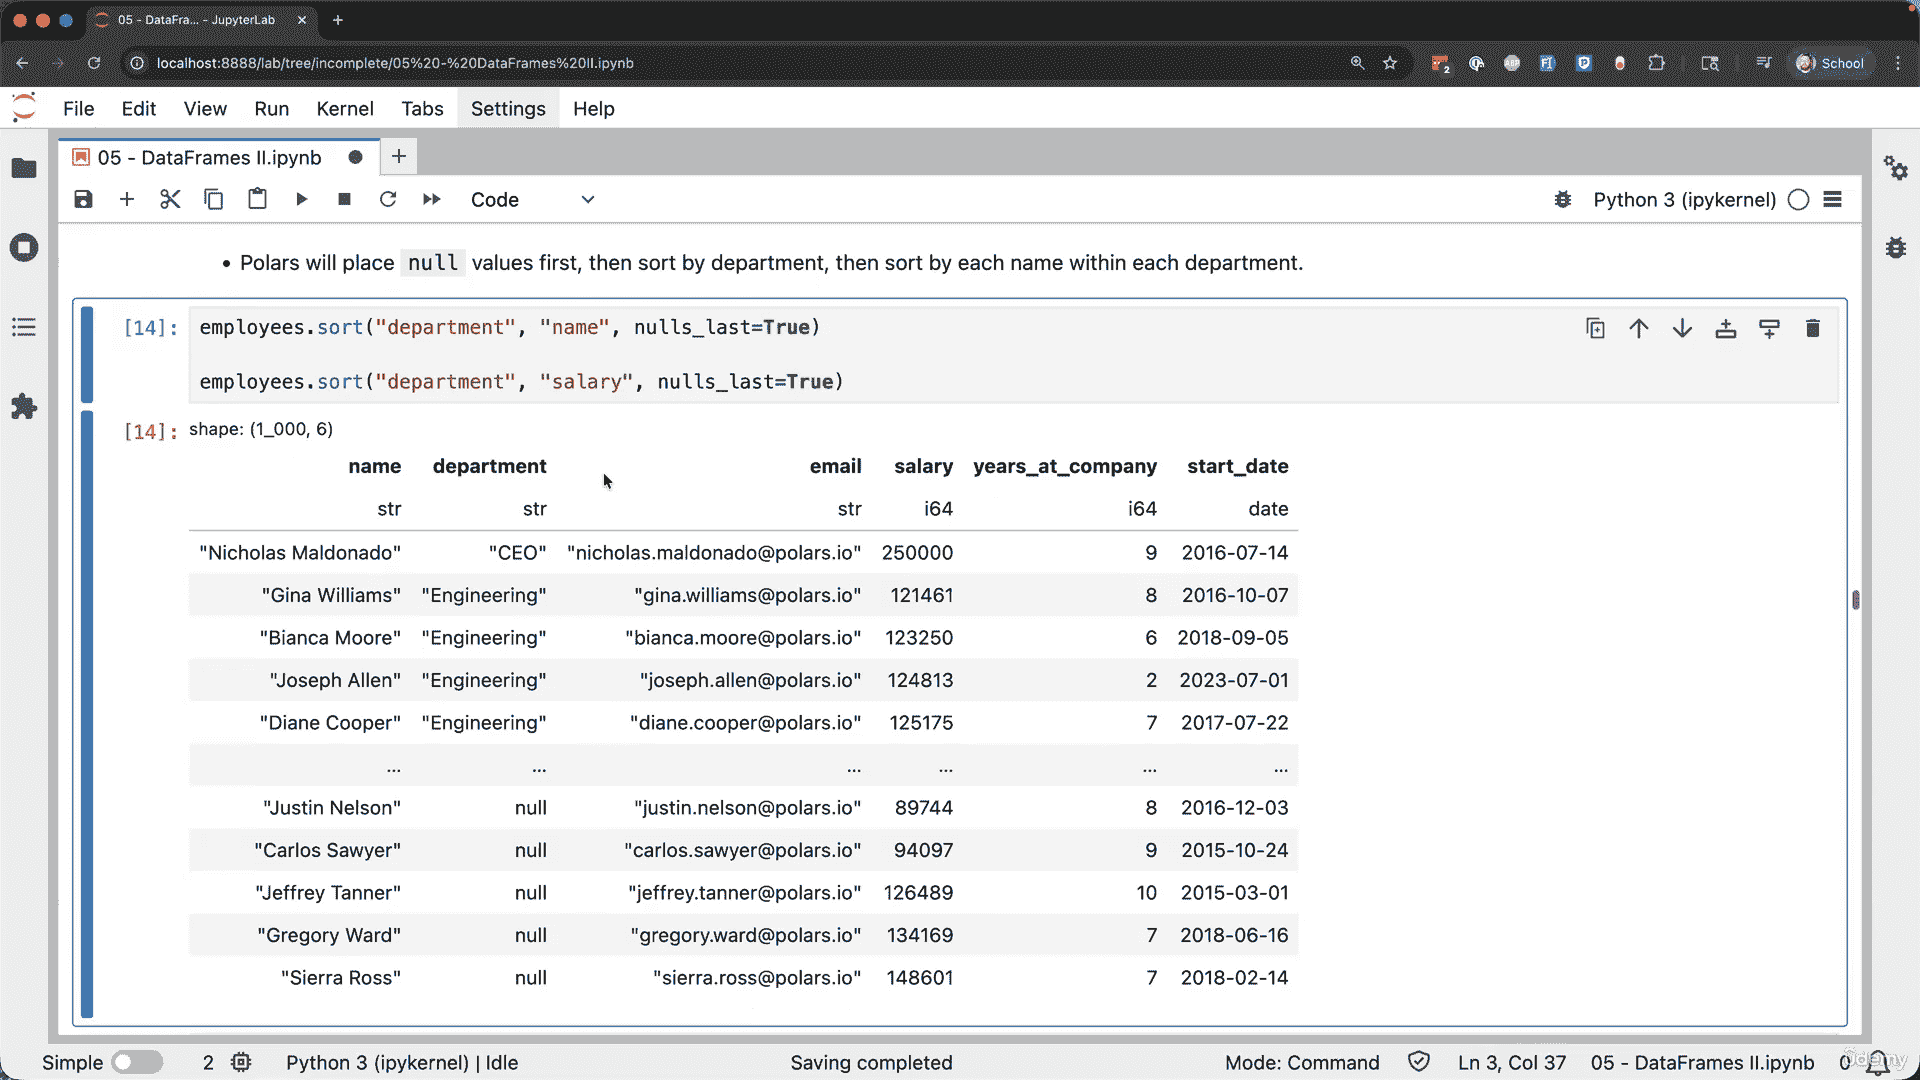 05 - DataFra... - JupyterLab
localhost:8888/lab/tree/incomplete/05%20-%20DataFrames%20II.ipynb
2
ABP
School
File Edit View Run Kernel Tabs Settings Help
05 - DataFrames II.ipynb
Code
Python 3 (ipykernel)
• Polars will place null values first, then sort by department, then sort by each name within each department.
[14]: employees.sort("department", "name", nulls_last=True)
employees.sort("department", "salary", nulls_last=True)
[14]: shape: (1_000, 6)
name department email salary years_at_company start_date
str str str i64 i64 date
"Nicholas Maldonado" "CEO" "nicholas.maldonado@polars.io" 250000 9 2016-07-14
"Gina Williams" "Engineering" "gina.williams@polars.io" 121461 8 2016-10-07
"Bianca Moore" "Engineering" "bianca.moore@polars.io" 123250 6 2018-09-05
"Joseph Allen" "Engineering" "joseph.allen@polars.io" 124813 2 2023-07-01
"Diane Cooper" "Engineering" "diane.cooper@polars.io" 125175 7 2017-07-22
... ... ... ... ... ...
"Justin Nelson" null "justin.nelson@polars.io" 89744 8 2016-12-03
"Carlos Sawyer" null "carlos.sawyer@polars.io" 94097 9 2015-10-24
"Jeffrey Tanner" null "jeffrey.tanner@polars.io" 126489 10 2015-03-01
"Gregory Ward" null "gregory.ward@polars.io" 134169 7 2018-06-16
"Sierra Ross" null "sierra.ross@polars.io" 148601 7 2018-02-14
Simple 2 Python 3 (ipykernel) | Idle Saving completed Mode: Command Ln 3, Col 37 05 - DataFrames II.ipynb 0
Udemy